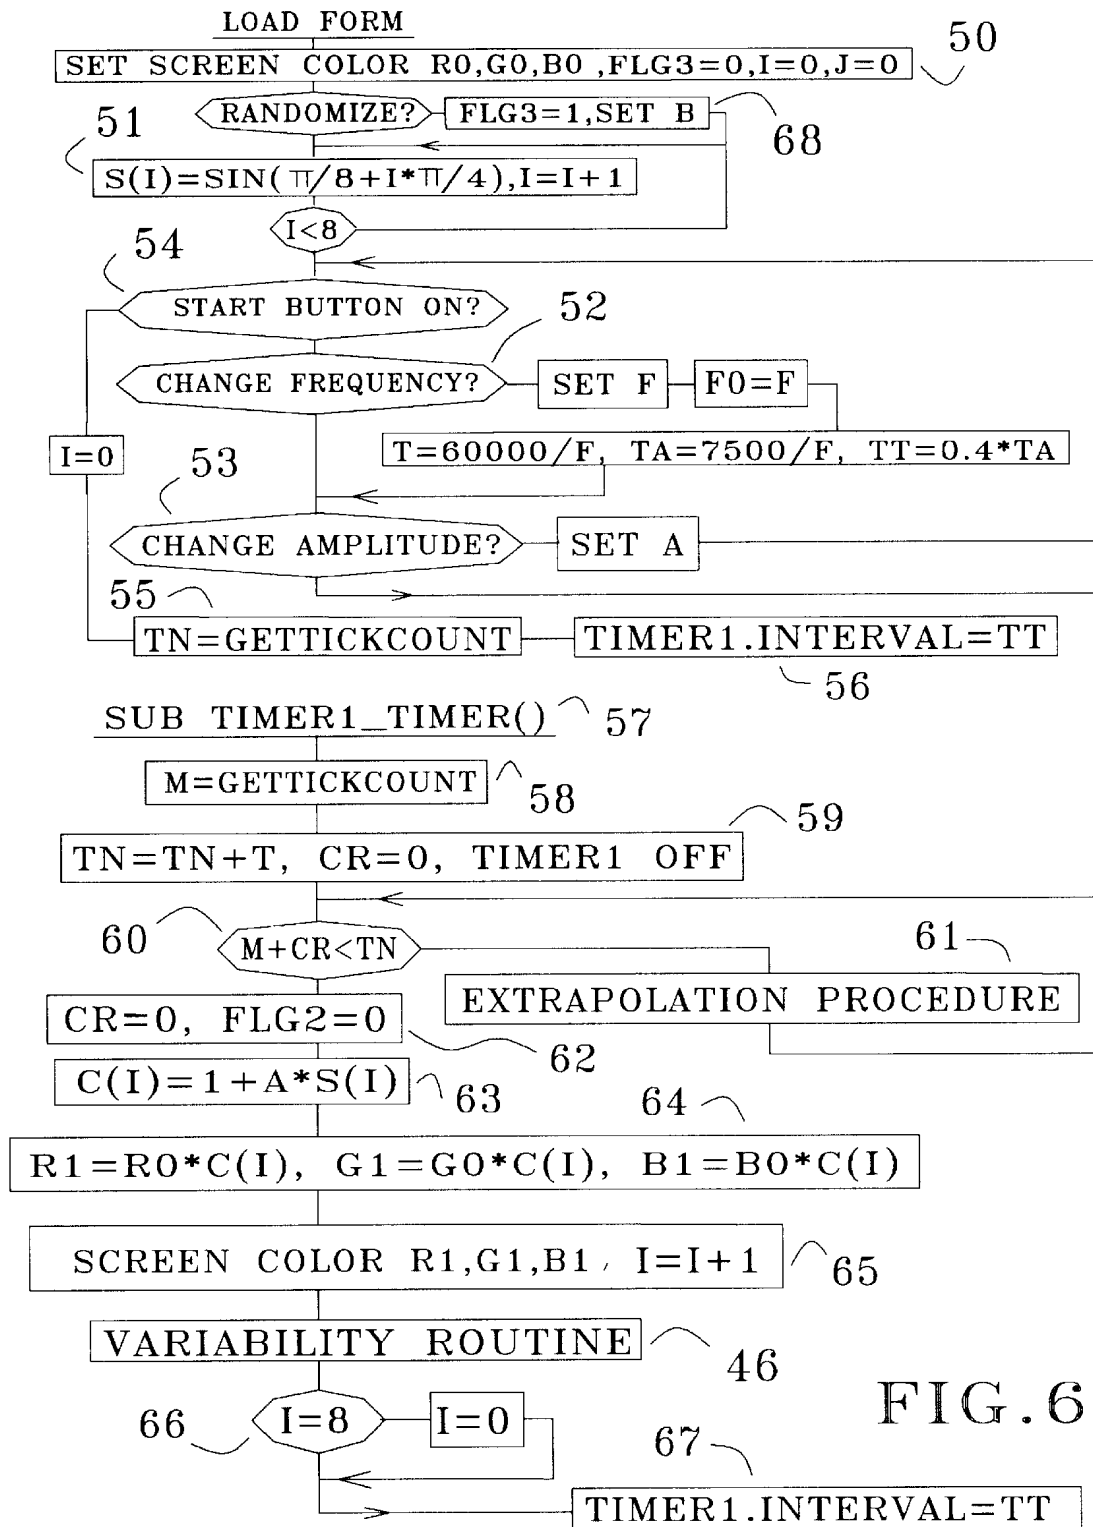 LOAD FORM
50
SET SCREEN COLOR R0,G0,B0 ,FLG3=0,I=0,J=0
RANDOMIZE?
FLG3=1,SET B
68
51
S(I)=SIN(π/8+I*π/4),I=I+1
I<8
54
START BUTTON ON?
52
CHANGE FREQUENCY?
SET F
F0=F
I=0
53
T=60000/F, TA=7500/F, TT=0.4*TA
CHANGE AMPLITUDE?
SET A
55
TN=GETTICKCOUNT
TIMER1.INTERVAL=TT
56
SUB TIMER1_TIMER()
57
M=GETTICKCOUNT
58
59
TN=TN+T, CR=0, TIMER1 OFF
60
M+CR<TN
61
EXTRAPOLATION PROCEDURE
CR=0, FLG2=0
62
C(I)=1+A*S(I)
63
64
R1=R0*C(I), G1=G0*C(I), B1=B0*C(I)
SCREEN COLOR R1,G1,B1, I=I+1
65
VARIABILITY ROUTINE
46
FIG.6
66
I=8
I=0
67
TIMER1.INTERVAL=TT